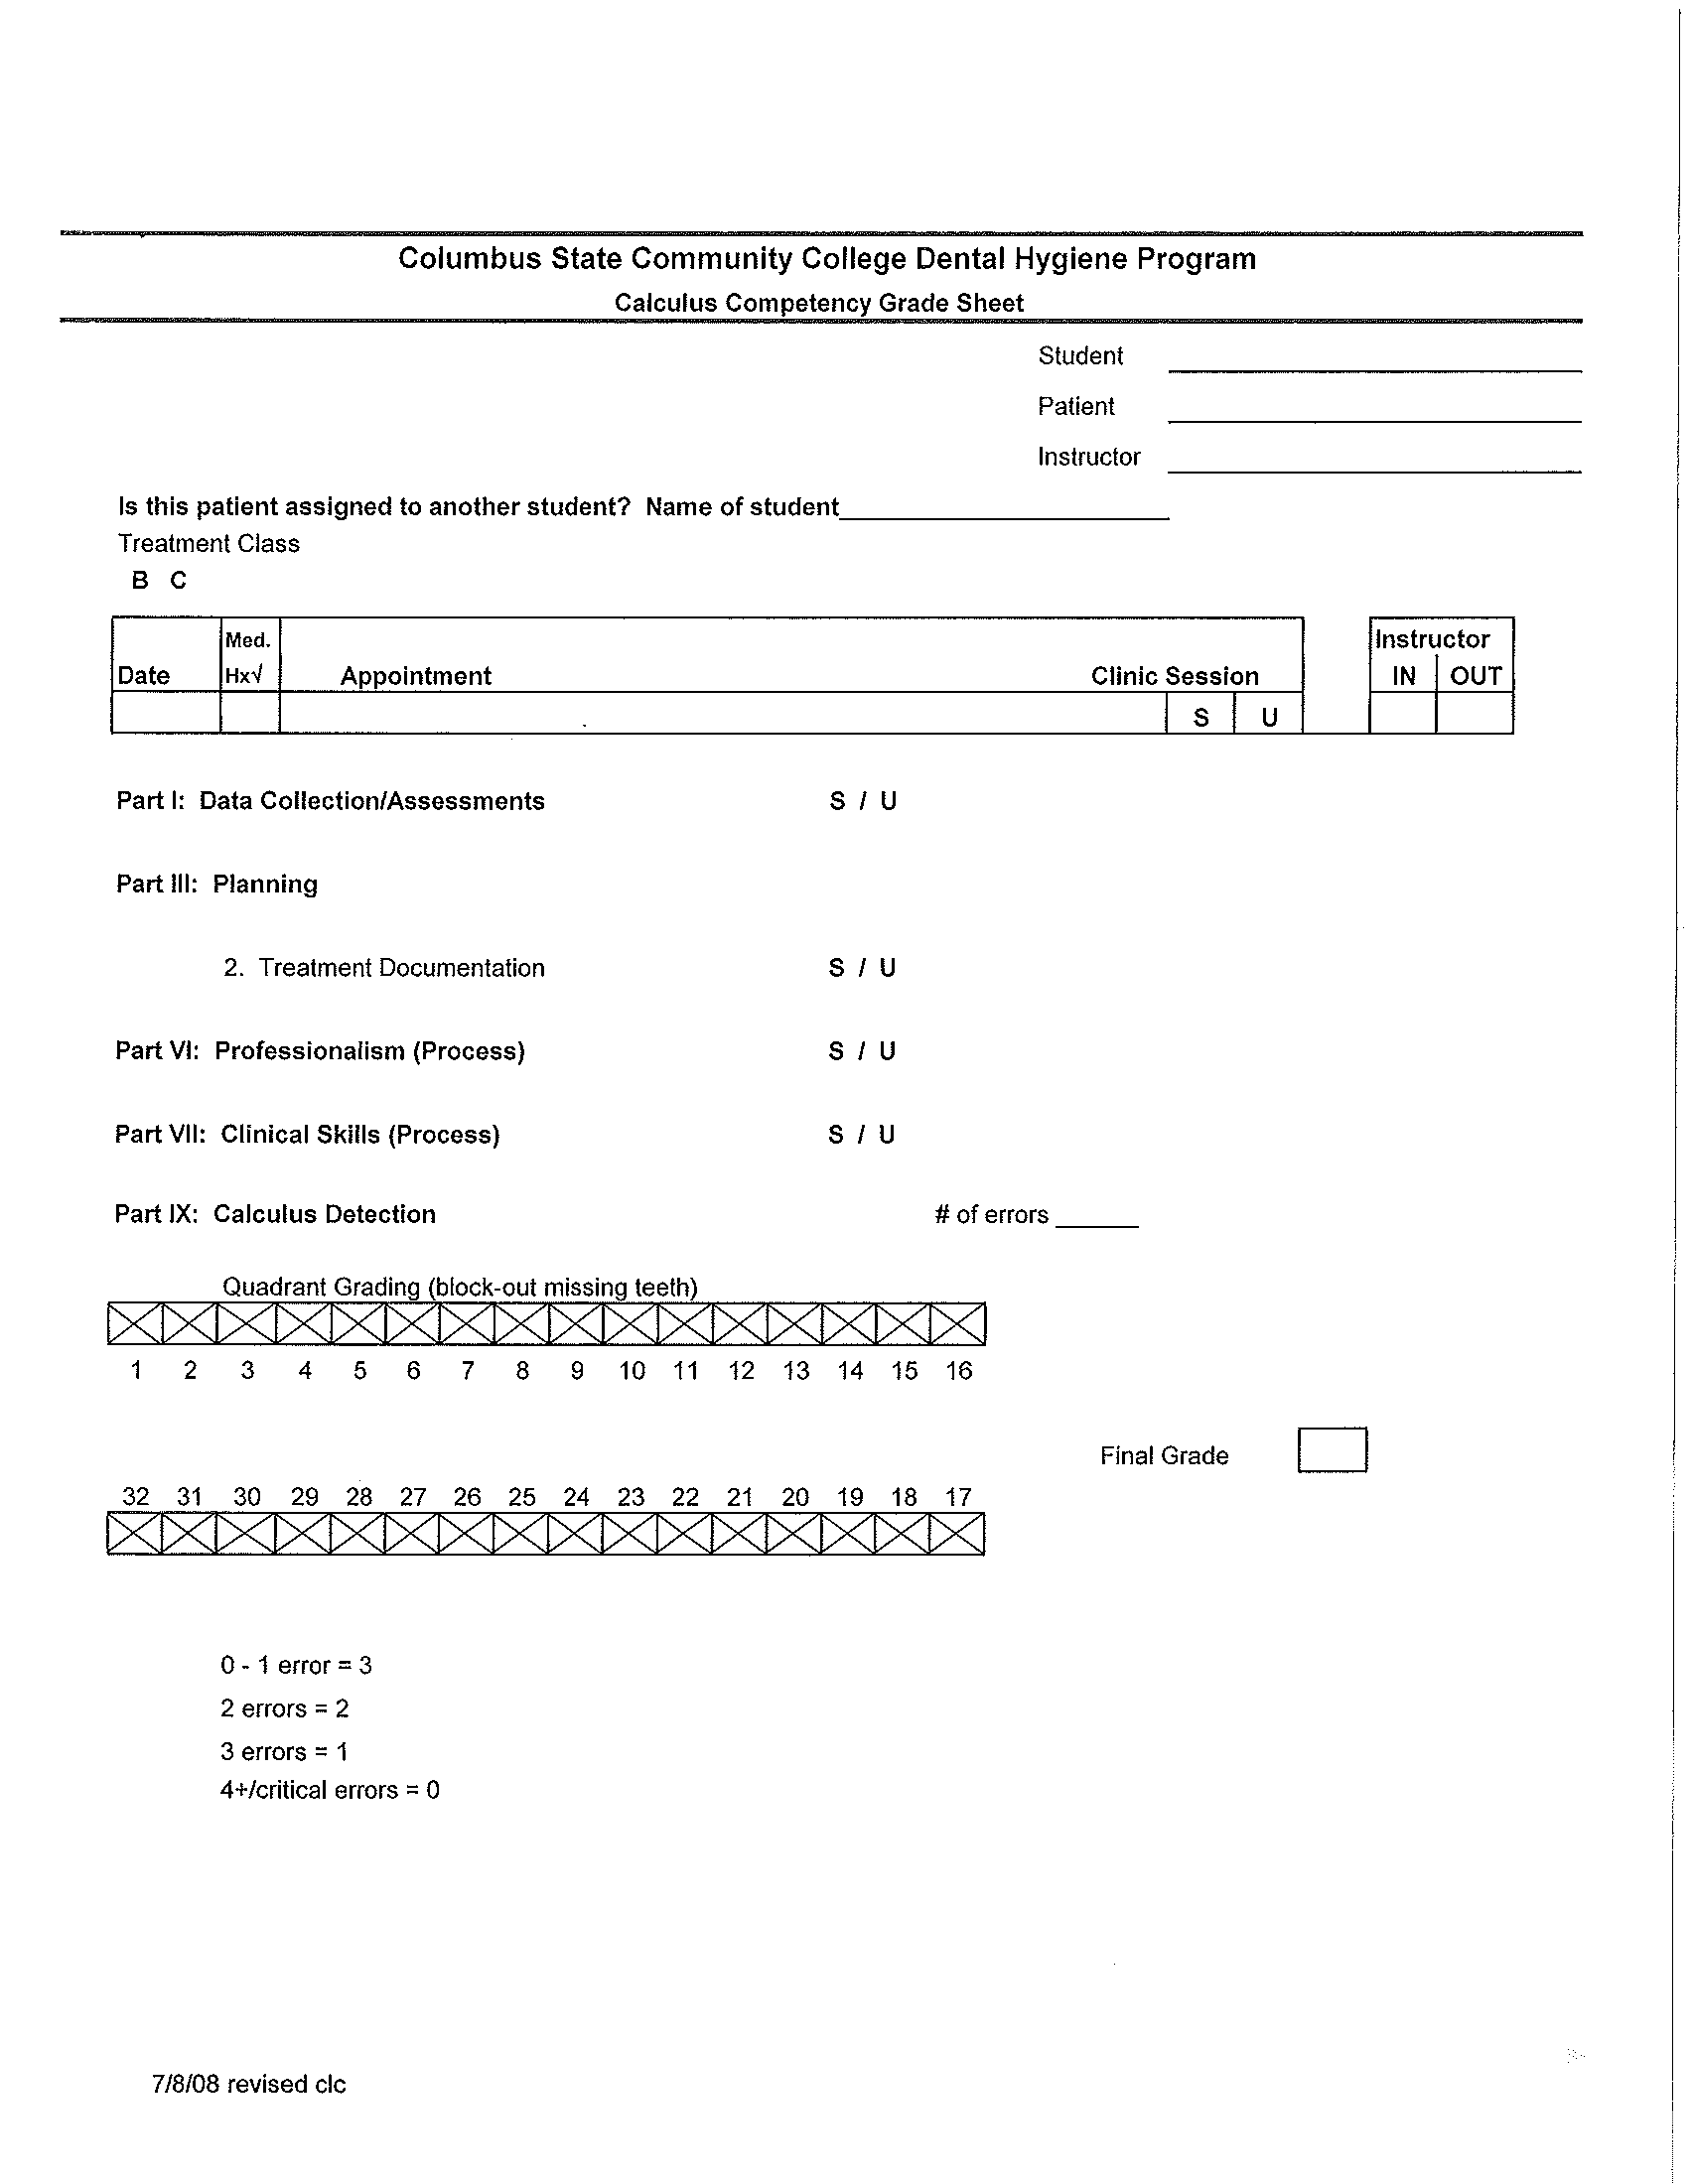 Columbus State Community College Dental Hygiene Program
Calculus Competency Grade Sheet
Student
Patient
Instructor
Is this patient assigned to another student? Name of student
Treatment Class
B C
Med. Instructor
Date Hx√ Appointment Clinic Session IN OUT
S U
Part I: Data Collection/Assessments S / U
Part III: Planning
2. Treatment Documentation S / U
Part VI: Professionalism (Process) S / U
Part VII: Clinical Skills (Process) S / U
Part IX: Calculus Detection # of errors
Quadrant Grading (block-out missing teeth)
1 2 3 4 5 6 7 8 9 10 11 12 13 14 15 16
Final Grade
32 31 30 29 28 27 26 25 24 23 22 21 20 19 18 17
0 - 1 error = 3
2 errors = 2
3 errors = 1
4+/critical errors = 0
7/8/08 revised clc